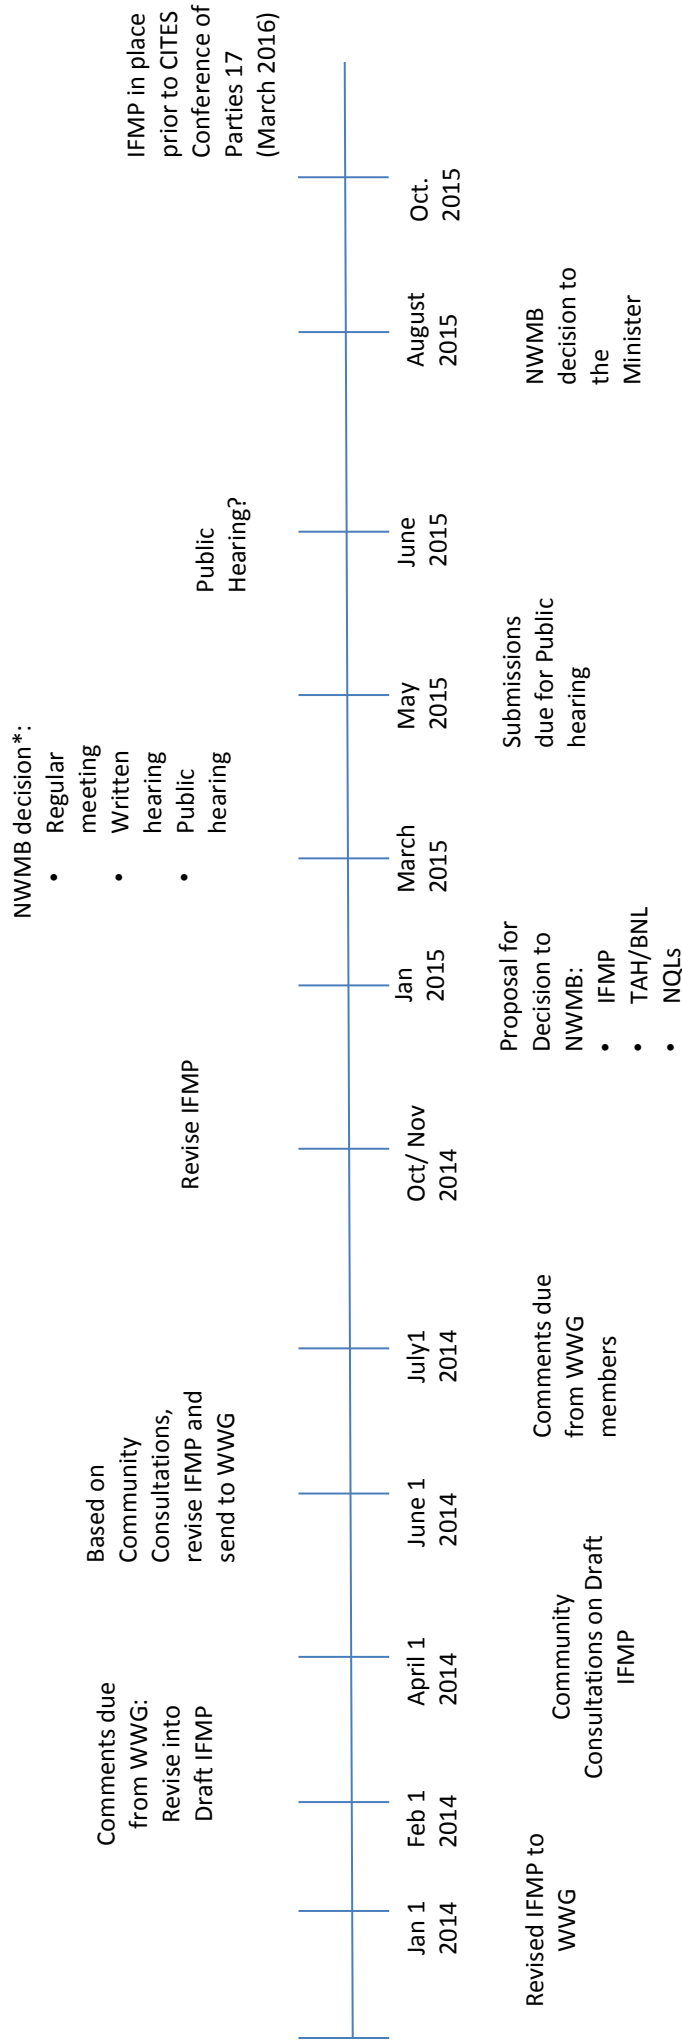 Revised IFMP to
WWG
Jan 1
2014
Comments due
from WWG:
Revise into
Draft IFMP
Feb 1
2014
Community
Consultations on Draft
IFMP
April 1
2014
Based on
Community
Consultations,
revise IFMP and
send to WWG
June 1
2014
Comments due
from WWG
members
July1
2014
Revise IFMP
Oct/ Nov
2014
Proposal for
Decision to
NWMB:
• IFMP
• TAH/BNL
• NQLs
Jan
2015
NWMB decision*:
• Regular
meeting
• Written
hearing
• Public
hearing
March
2015
Submissions
due for Public
hearing
May
2015
Public
Hearing?
June
2015
NWMB
decision to
the
Minister
August
2015
IFMP in place
prior to CITES
Conference of
Parties 17
(March 2016)
Oct.
2015